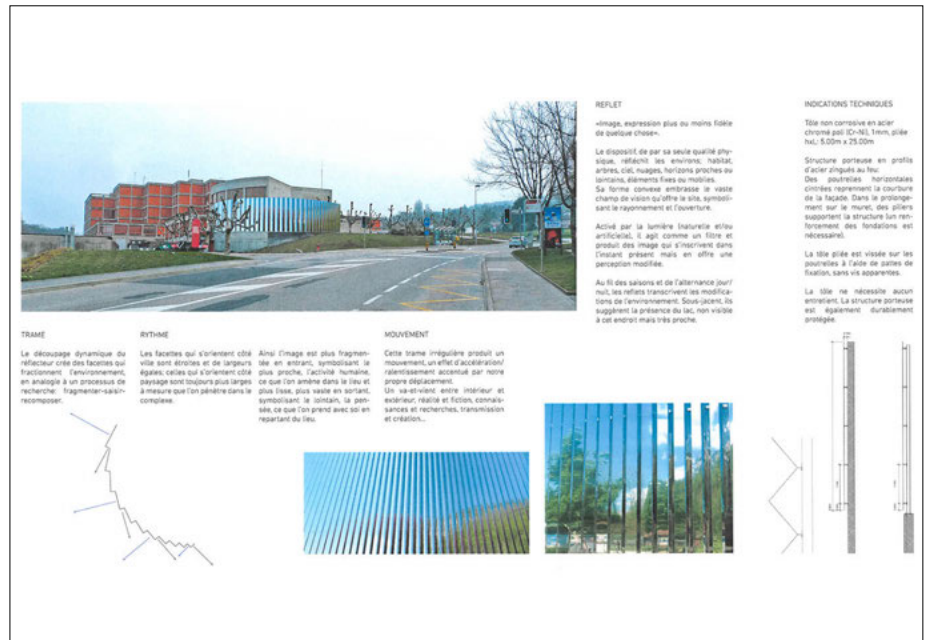 REFLET
«Image, expression plus ou moins fidèle
de quelque chose».
Le dispositif, de par sa seule qualité phy-
sique, réfléchit les environs; habitat,
arbres, ciel, nuages, horizons proches ou
lointains, éléments fixes ou mobiles.
Sa forme convexe embrasse le vaste
champ de vision qu'offre le site, symboli-
sant le rayonnement et l'ouverture.
Activé par la lumière (naturelle et/ou
artificielle), il agit comme un filtre et
produit des image qui s'inscrivent dans
l'instant présent mais en offre une
perception modifiée.
Au fil des saisons et de l'alternance jour/
nuit, les reflets transcrivent les modifica-
tions de l'environnement. Sous-jacent, ils
suggèrent la présence du lac, non visible
à cet endroit mais très proche.
INDICATIONS TECHNIQUES
Tôle non corrosive en acier
chromé poli (Cr-Ni), 1mm, pliée
hxL: 5.00m x 25.00m
Structure porteuse en profils
d'acier zingués au feu:
Des poutrelles horizontales
cintrées reprennent la courbure
de la façade. Dans le prolonge-
ment sur le muret, des piliers
supportent la structure (un ren-
forcement des fondations est
nécessaire).
La tôle pliée est vissée sur les
poutrelles à l'aide de pattes de
fixation, sans vis apparentes.
La tôle ne nécessite aucun
entretient. La structure porteuse
est également durablement
protégée.
TRAME
Le découpage dynamique du
réflecteur crée des facettes qui
fractionnent l'environnement,
en analogie à un processus de
recherche: fragmenter-saisir-
recomposer.
RYTHME
Les facettes qui s'orientent côté
ville sont étroites et de largeurs
égales; celles qui s'orientent côté
paysage sont toujours plus larges
à mesure que l'on pénètre dans le
complexe.
Ainsi l'image est plus fragmen-
tée en entrant, symbolisant le
plus proche, l'activité humaine,
ce que l'on amène dans le lieu et
plus lisse, plus vaste en sortant,
symbolisant le lointain, la pen-
sée, ce que l'on prend avec soi en
repartant du lieu.
MOUVEMENT
Cette trame irrégulière produit un
mouvement, un effet d'accélération/
ralentissement accentué par notre
propre déplacement.
Un va-et-vient entre intérieur et
extérieur, réalité et fiction, connais-
sances et recherches, transmission
et création...